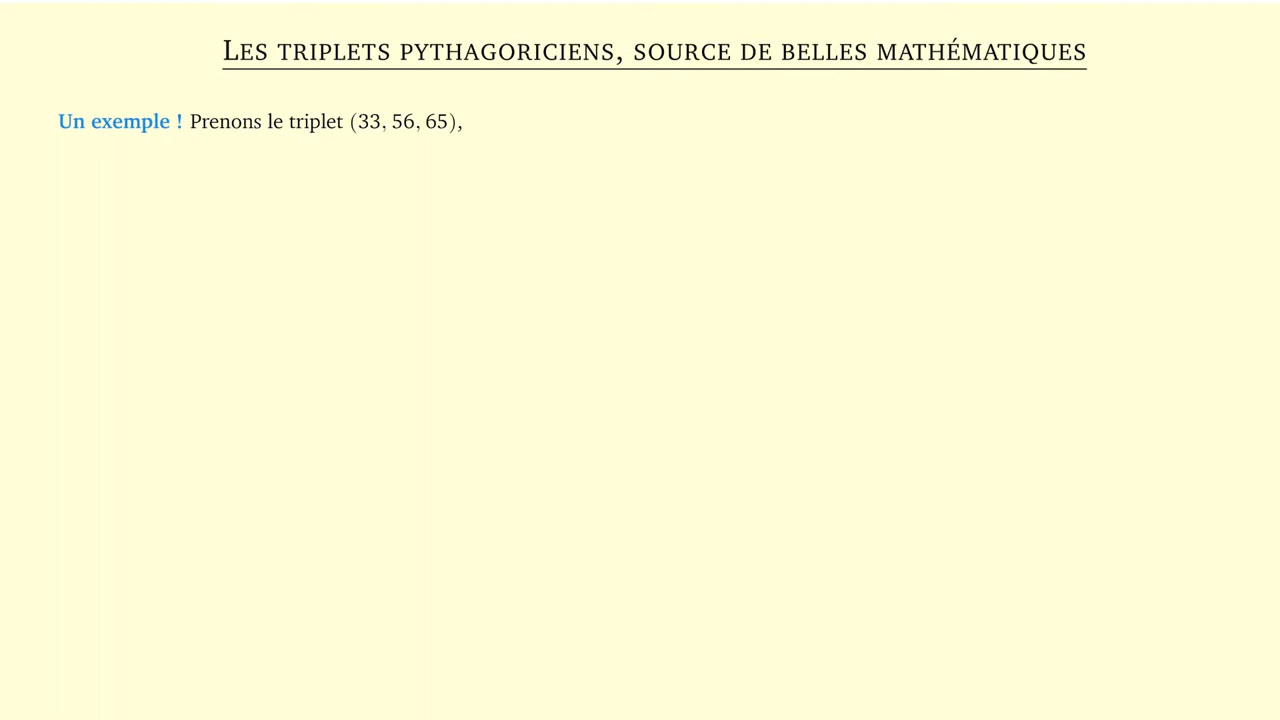 Les triplets pythagoriciens, source de belles mathématiques
Un exemple ! Prenons le triplet (33, 56, 65),